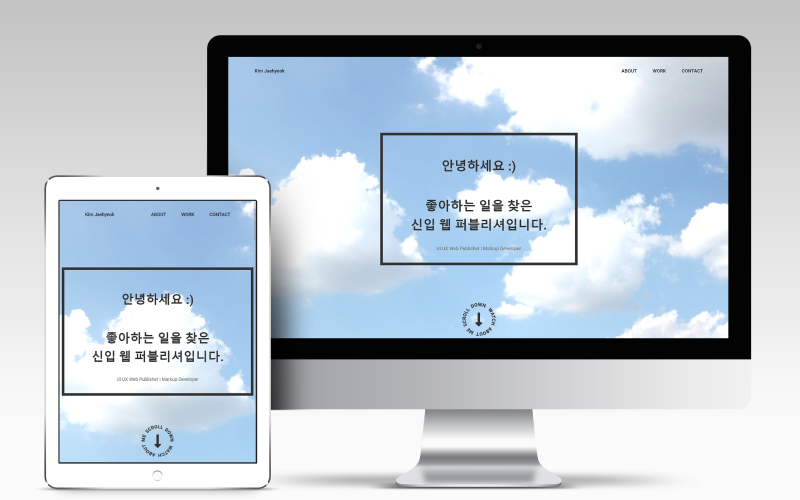 Kim Jaehyeok
ABOUT WORK CONTACT
안녕하세요 :)
좋아하는 일을 찾은
신입 웹 퍼블리셔입니다.
UI UX Web Publisher | Markup Developer
SCROLL DOWN WATCH ABOUT ME
Kim Jaehyeok ABOUT WORK CONTACT
안녕하세요 :)
좋아하는 일을 찾은
신입 웹 퍼블리셔입니다.
UI UX Web Publisher | Markup Developer
SCROLL DOWN WATCH ABOUT ME